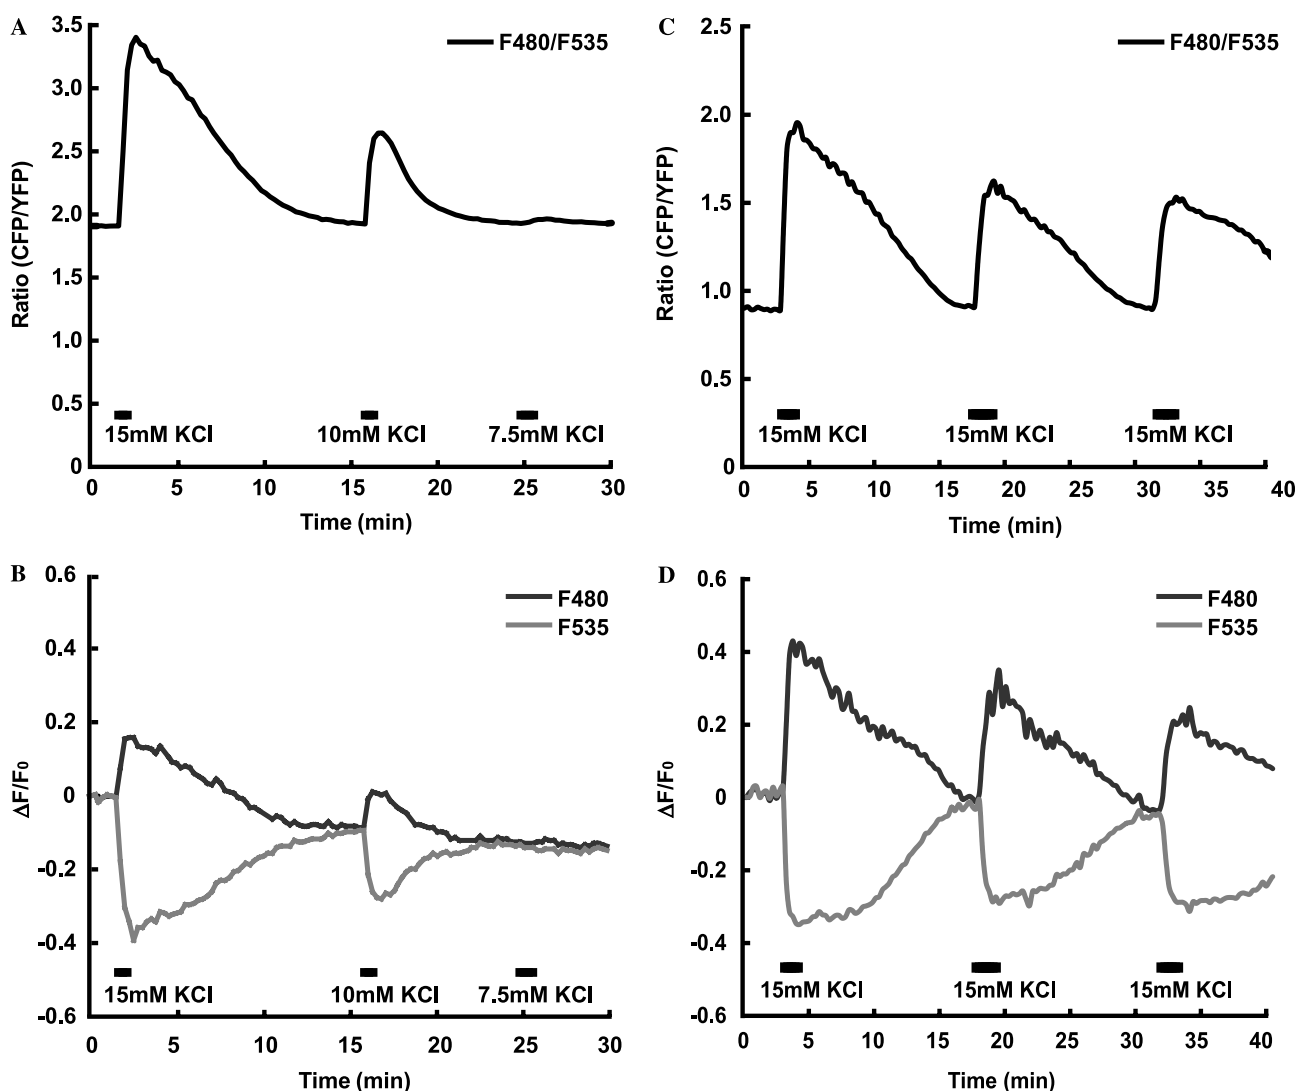 A
3.5
3.0
2.5
2.0
1.5
1.0
0.5
0
Ratio (CFP/YFP)
F480/F535
15mM KCl
10mM KCl
7.5mM KCl
0 5 10 15 20 25 30
Time (min)
C
2.5
2.0
1.5
1.0
0.5
0
Ratio (CFP/YFP)
F480/F535
15mM KCl
15mM KCl
15mM KCl
0 5 10 15 20 25 30 35 40
Time (min)
B
0.6
0.4
0.2
0
-0.2
-0.4
-0.6
ΔF/F0
F480
F535
15mM KCl
10mM KCl
7.5mM KCl
0 5 10 15 20 25 30
Time (min)
D
0.6
0.4
0.2
0
-0.2
-0.4
-0.6
ΔF/F0
F480
F535
15mM KCl
15mM KCl
15mM KCl
0 5 10 15 20 25 30 35 40
Time (min)